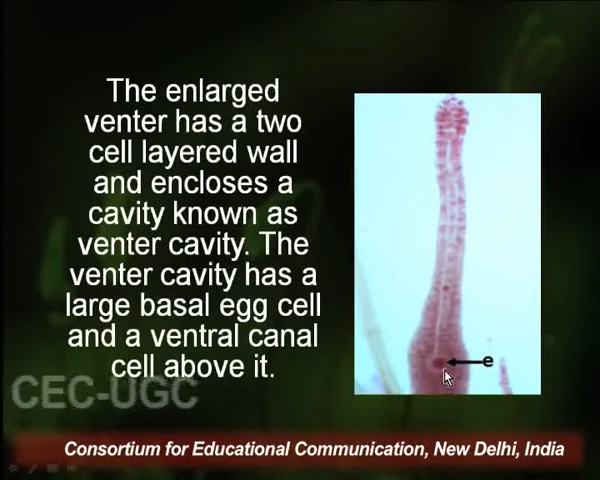 The enlarged
venter has a two
cell layered wall
and encloses a
cavity known as
venter cavity. The
venter cavity has a
large basal egg cell
and a ventral canal
cell above it.
e
CEC-UGC
Consortium for Educational Communication, New Delhi, India